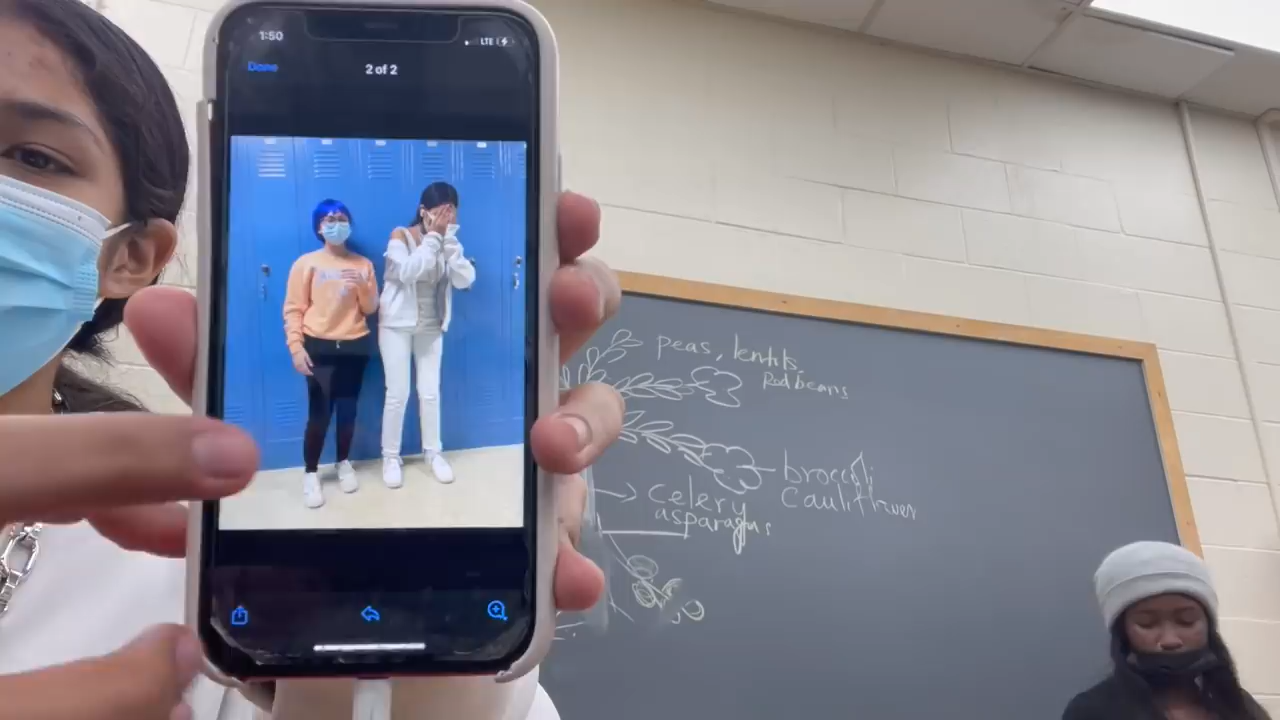 1:50
LTE
Done
2 of 2
peas, lentils
Red beans
broccoli
Cauliflower
celery
asparagus